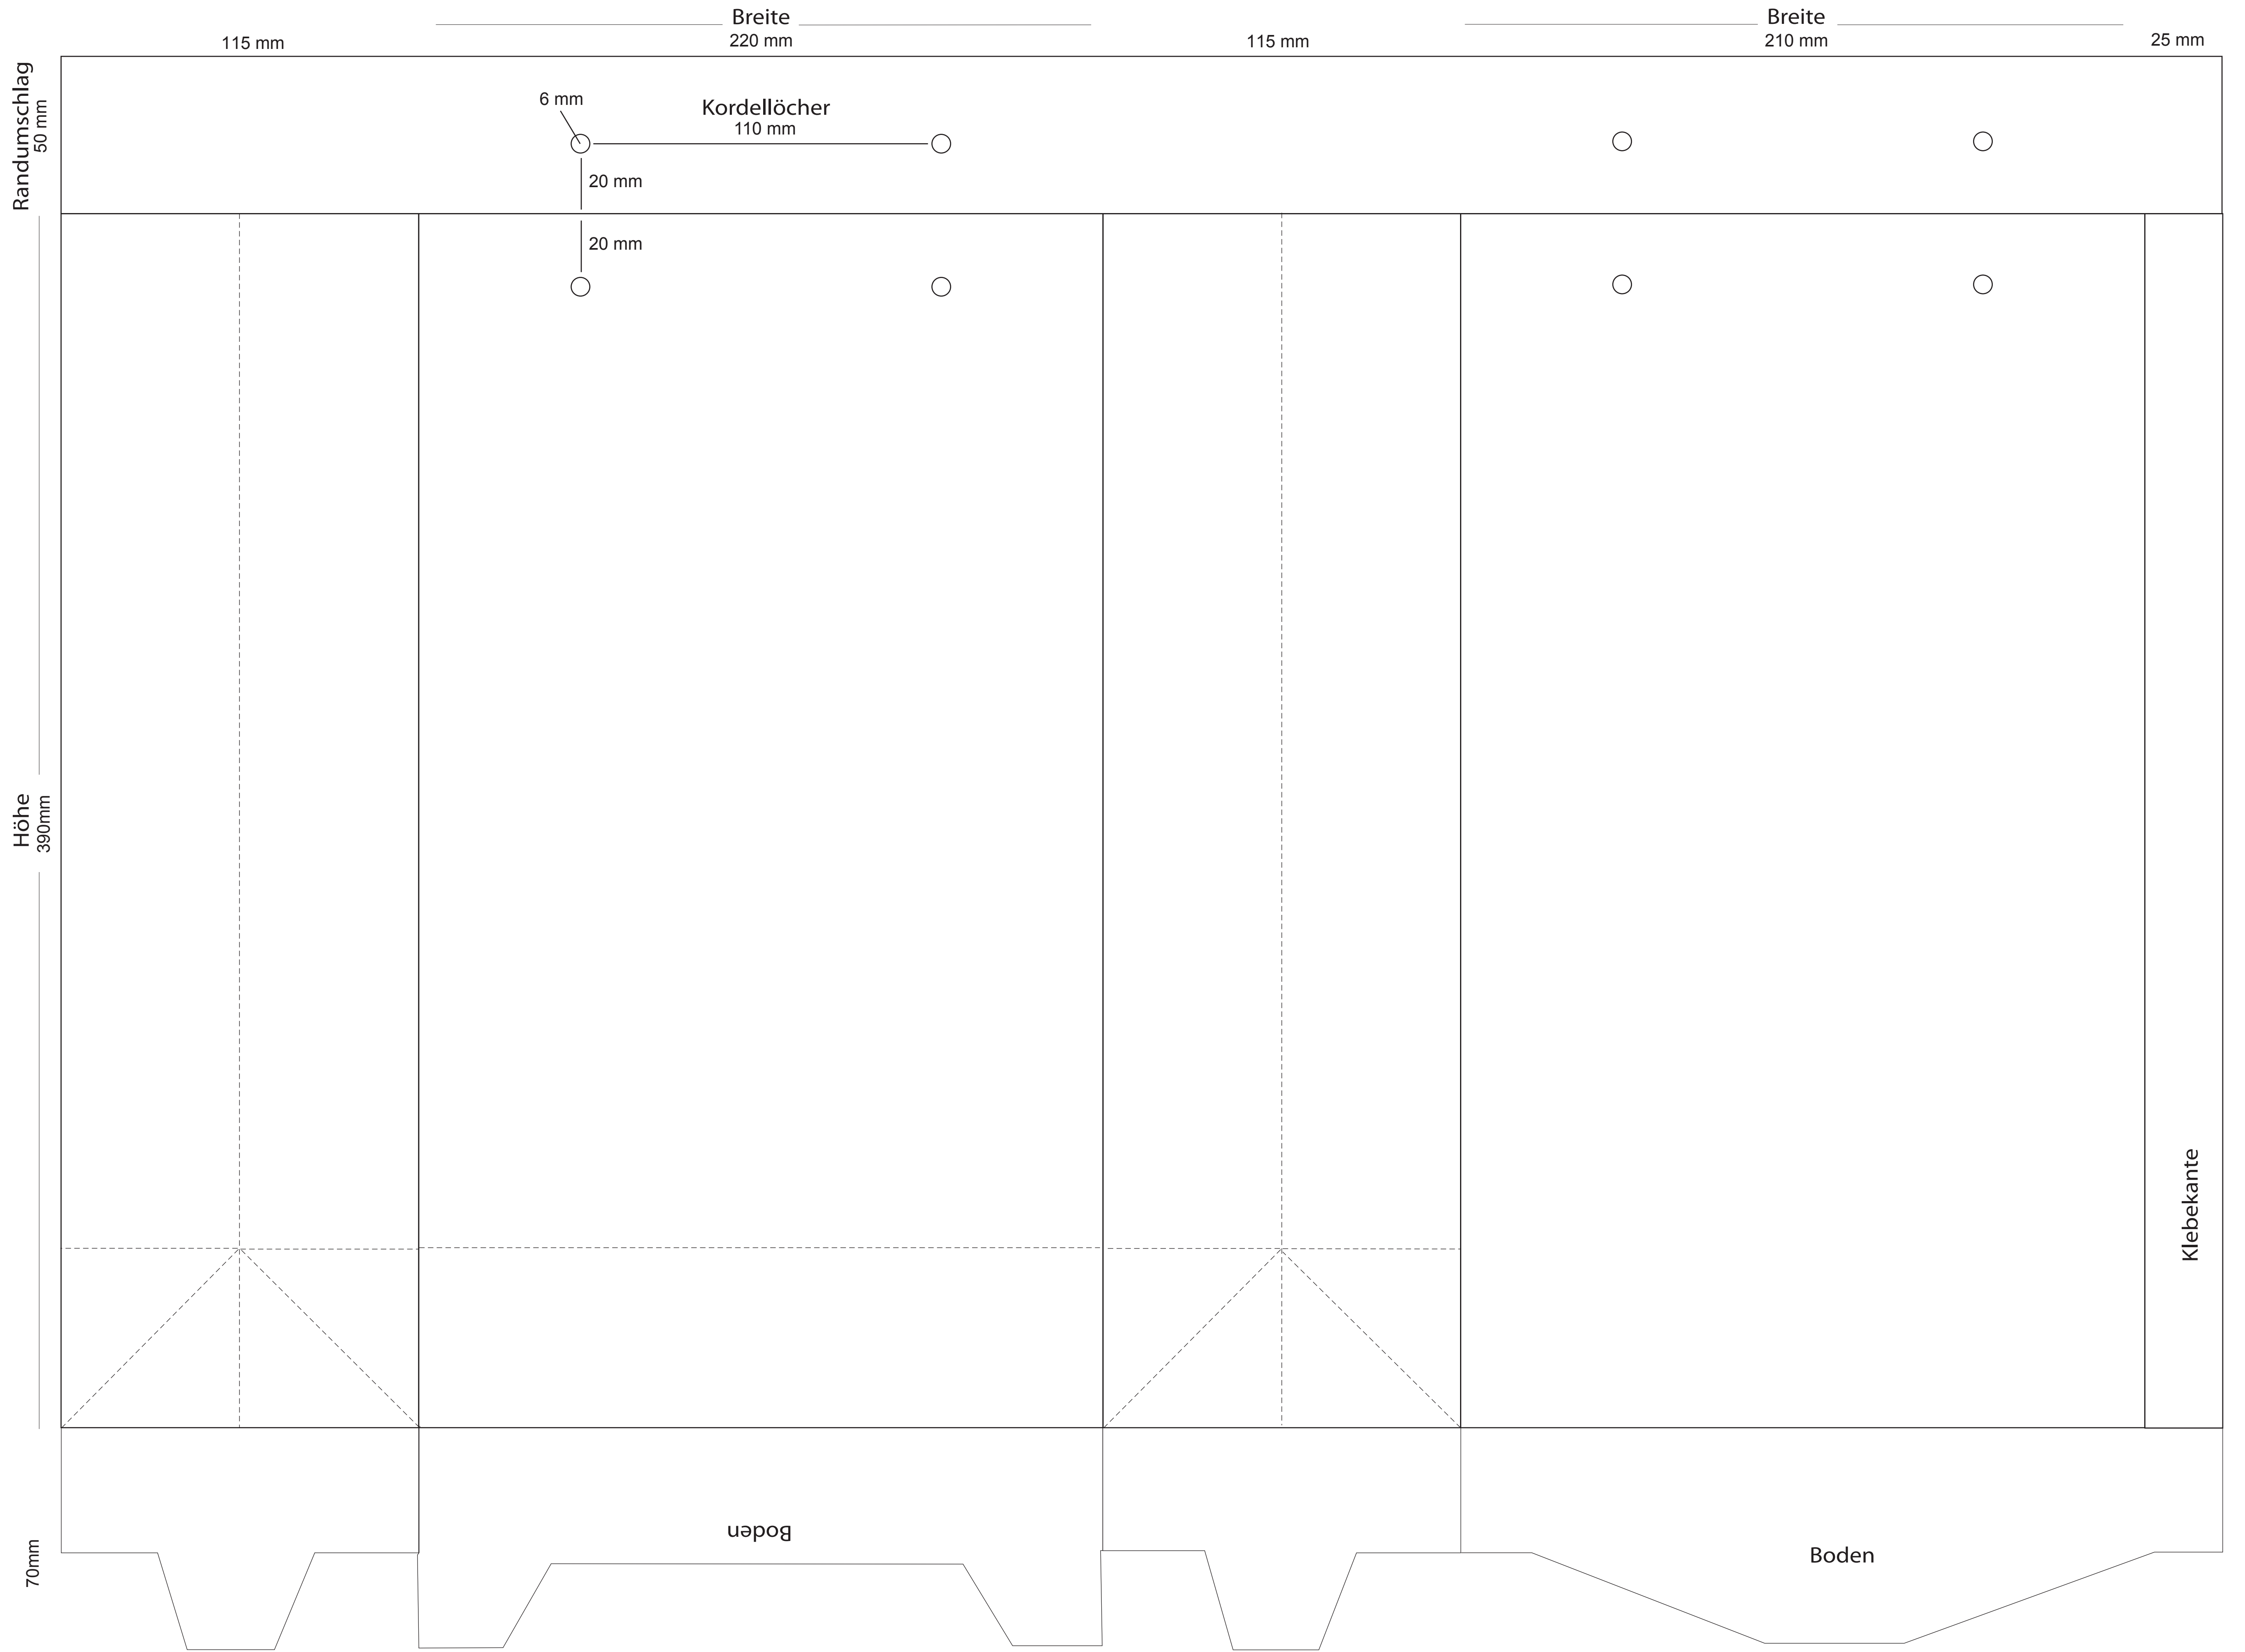 Breite
Breite
115 mm
220 mm
115 mm
210 mm
25 mm
Randumschlag
50 mm
6 mm
Kordellöcher
110 mm
20 mm
20 mm
Höhe
390mm
Klebekante
Boden
Boden
70mm